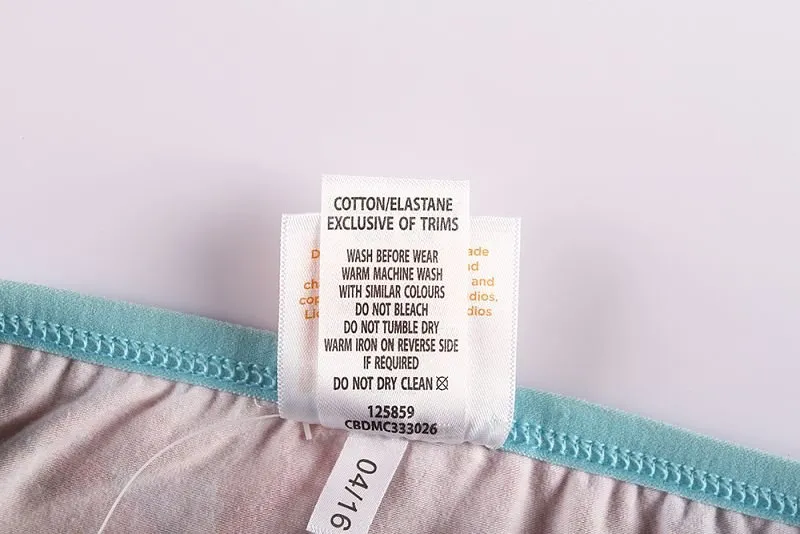 COTTON/ELASTANE
EXCLUSIVE OF TRIMS
WASH BEFORE WEAR
WARM MACHINE WASH
WITH SIMILAR COLOURS
DO NOT BLEACH
DO NOT TUMBLE DRY
WARM IRON ON REVERSE SIDE
IF REQUIRED
DO NOT DRY CLEAN
125859
CBDMC333026
and
04/16